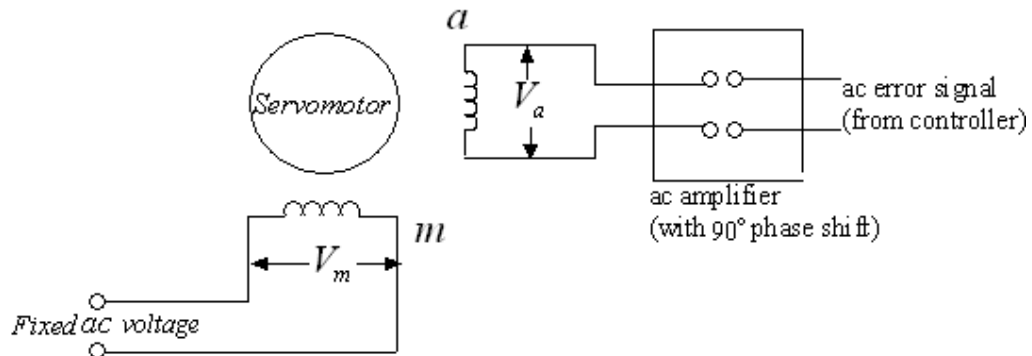 a
Servomotor
V_a
ac error signal
(from controller)
ac amplifier
(with 90° phase shift)
m
V_m
Fixed ac voltage